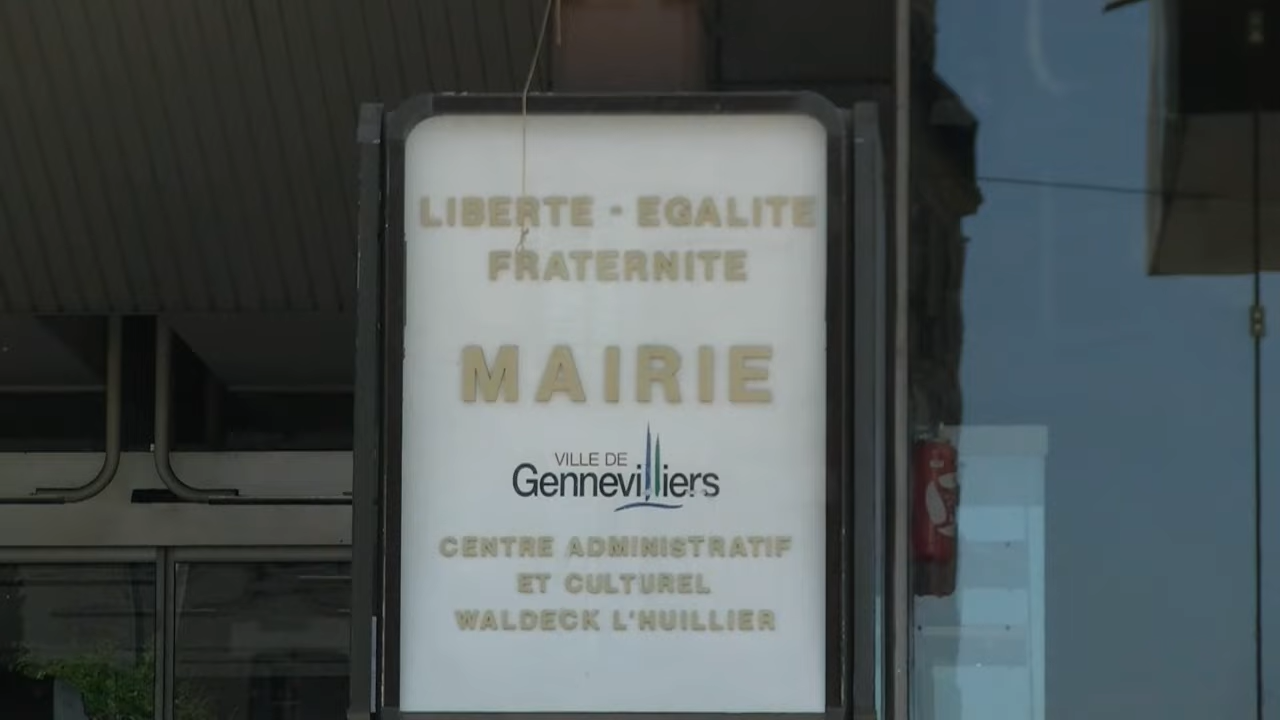 LIBERTE - EGALITE
FRATERNITE
MAIRIE
VILLE DE
Gennevilliers
CENTRE ADMINISTRATIF
ET CULTUREL
WALDECK L'HUILLIER